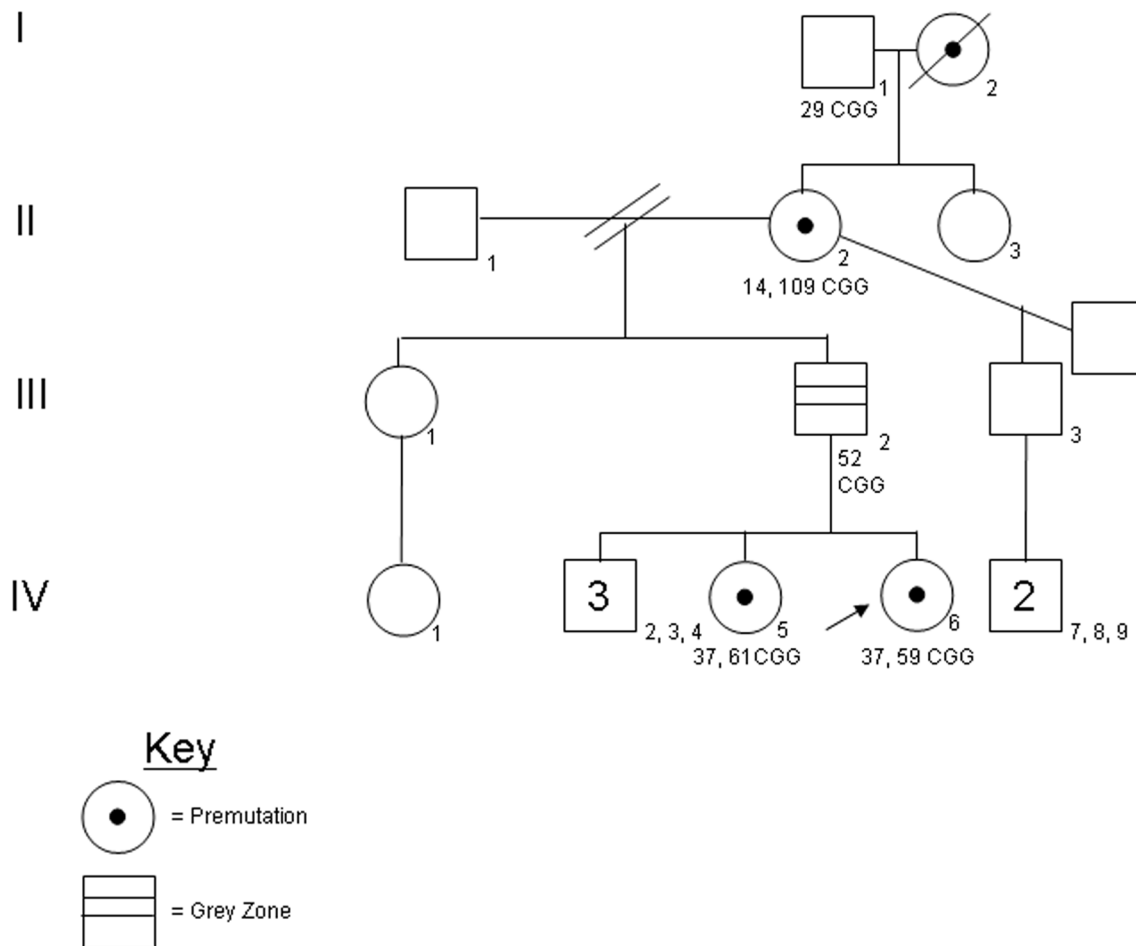 I
1
2
29 CGG
II
1
2
3
14, 109 CGG
III
1
2
3
52
CGG
IV
1
3
2, 3, 4
5
6
2
7, 8, 9
37, 61CGG
37, 59 CGG
Key
= Premutation
= Grey Zone